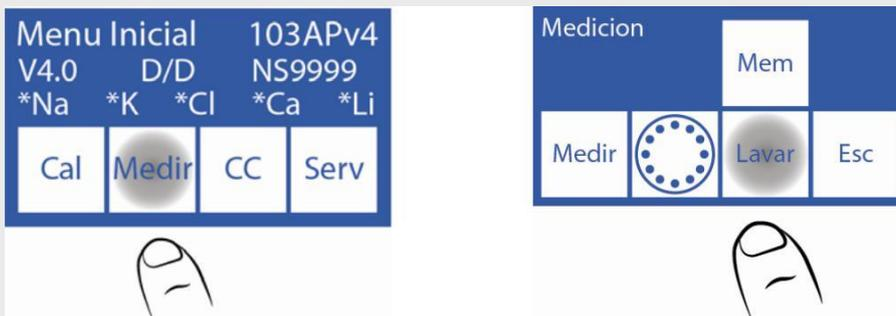 Menu Inicial 103APv4
V4.0 D/D NS9999
*Na *K *Cl *Ca *Li
Cal Medir CC Serv
Medicion
Mem
Medir Lavar Esc